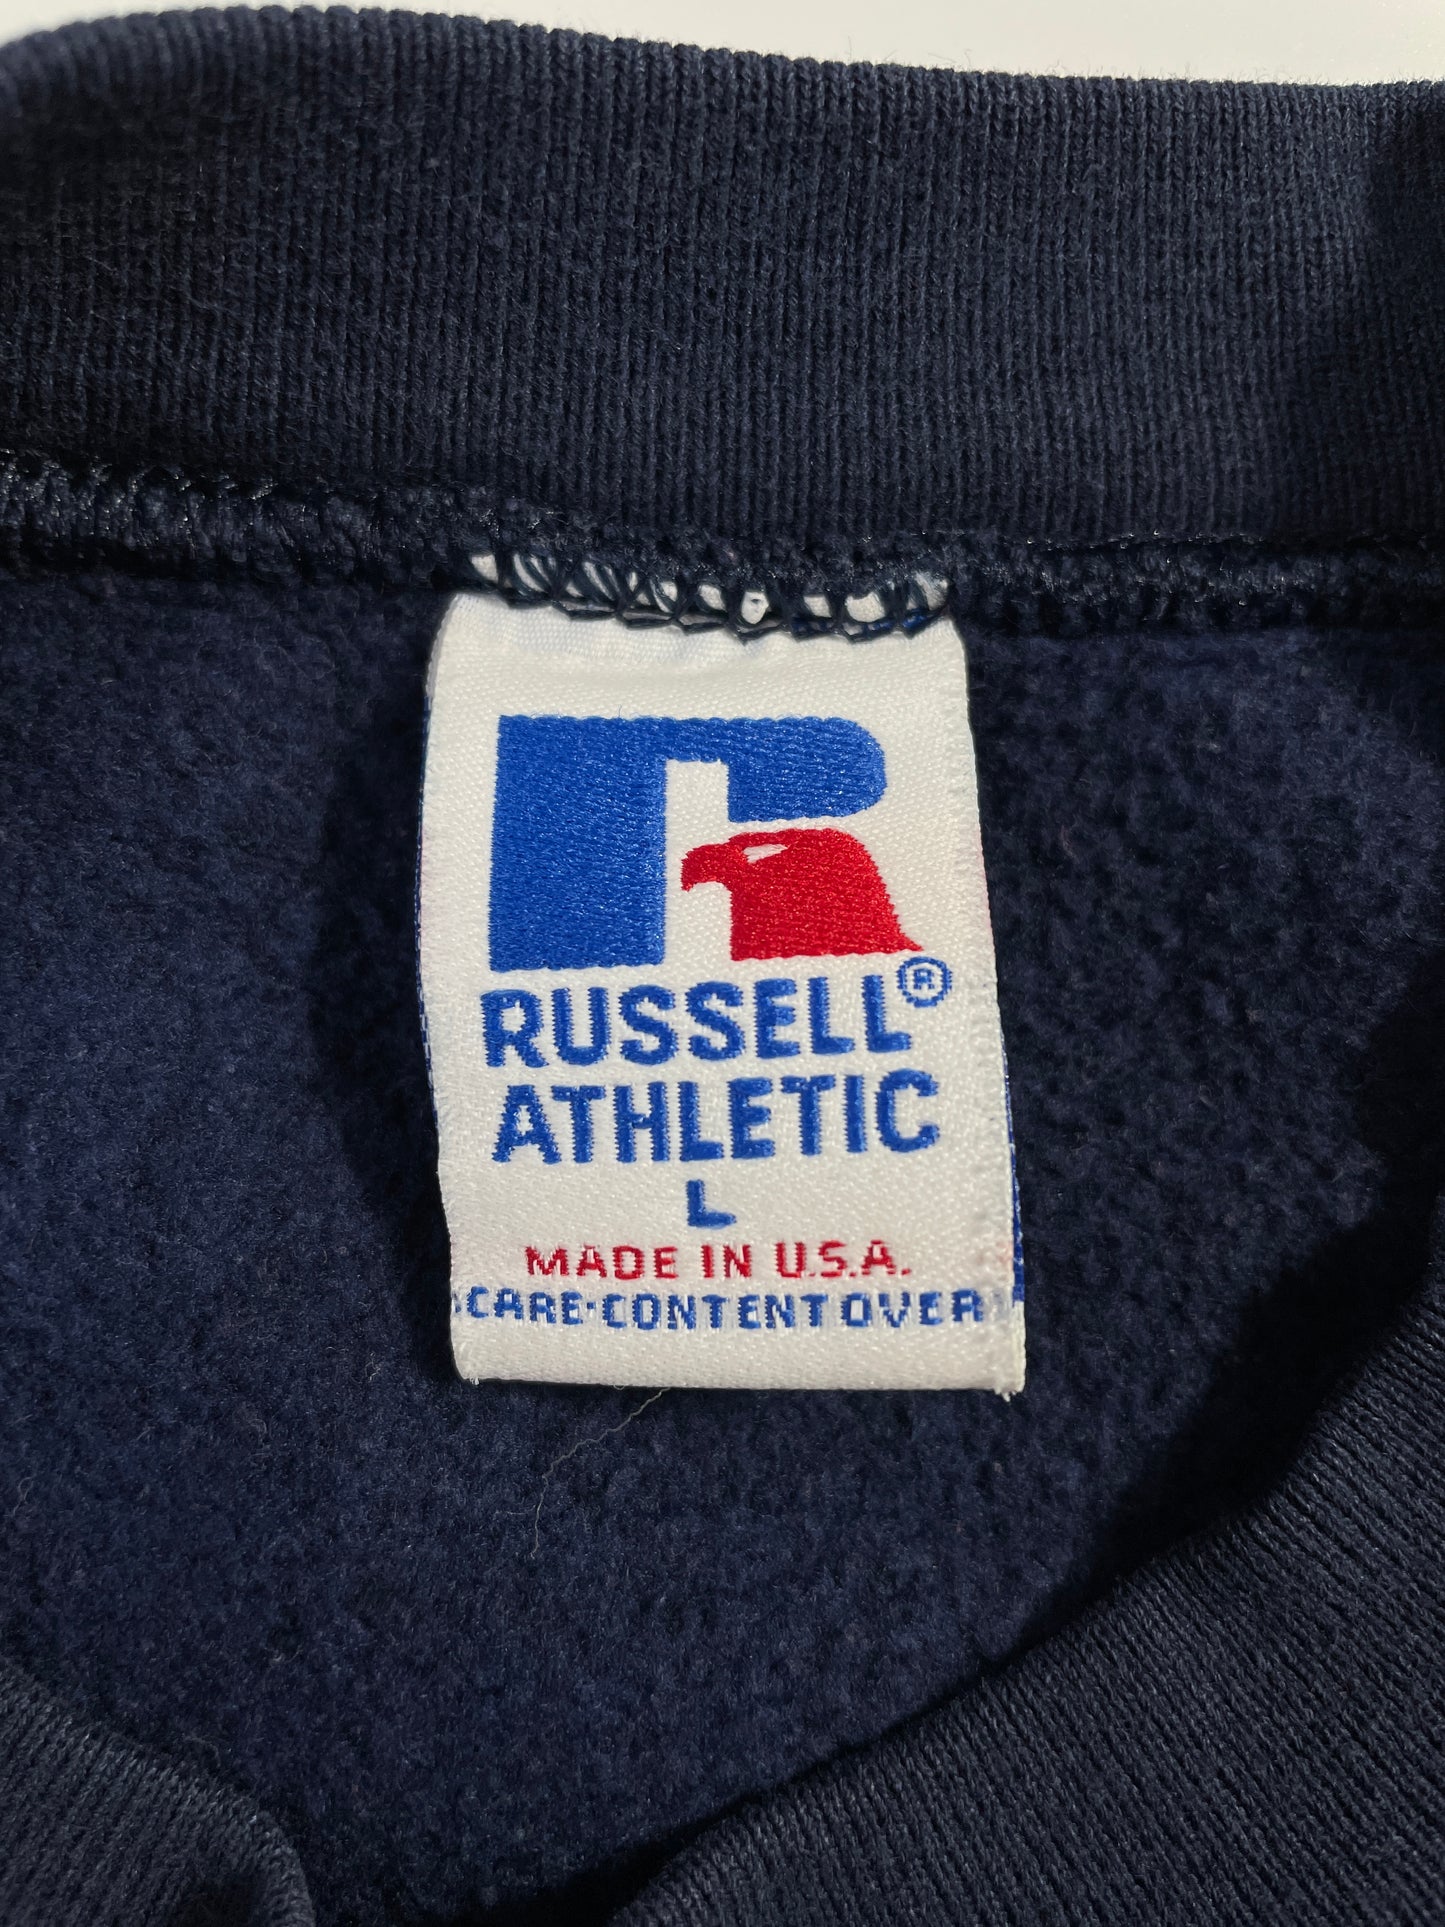 RUSSELL®
ATHLETIC
L
MADE IN U.S.A.
CARE·CONTENT OVER